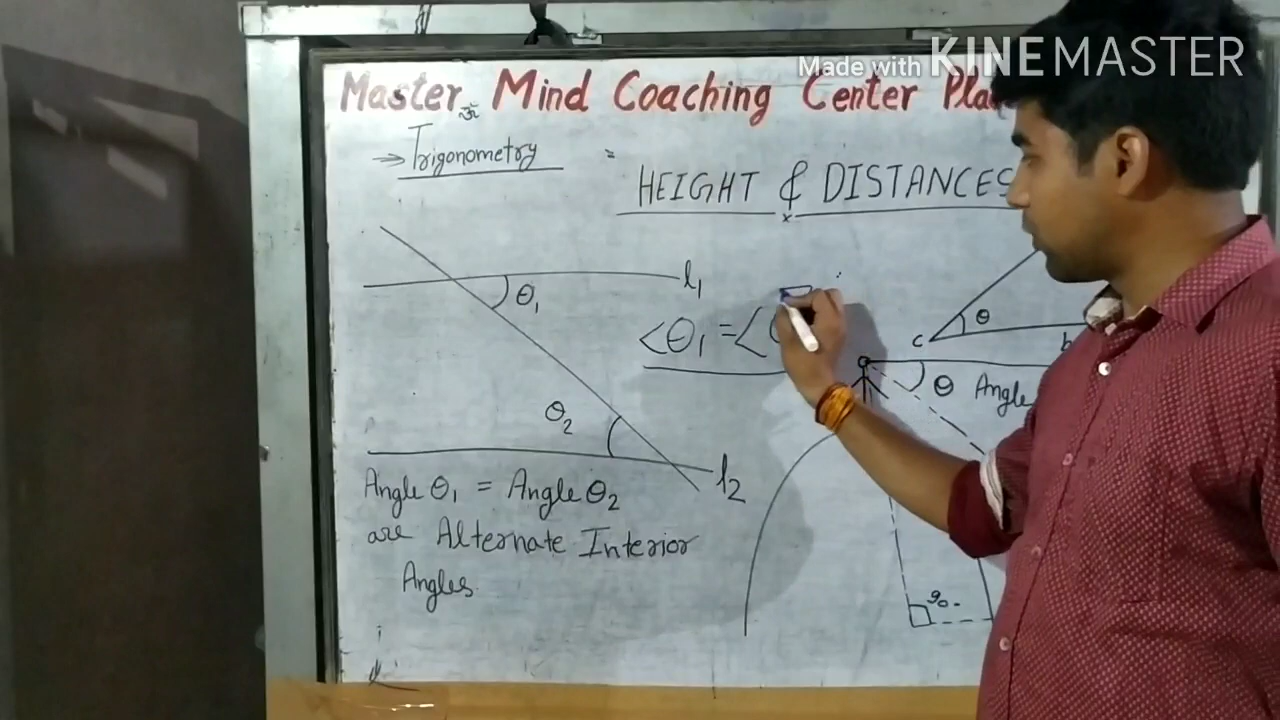 Made with KINEMASTER
Master Mind Coaching Center
ॐ
⇒ Trigonometry
HEIGHT & DISTANCES
l₁
θ₁
<θ₁ = <
θ
c
b
θ Angle
θ₂
l₂
Angle θ₁ = Angle θ₂
are Alternate Interior
Angles
90